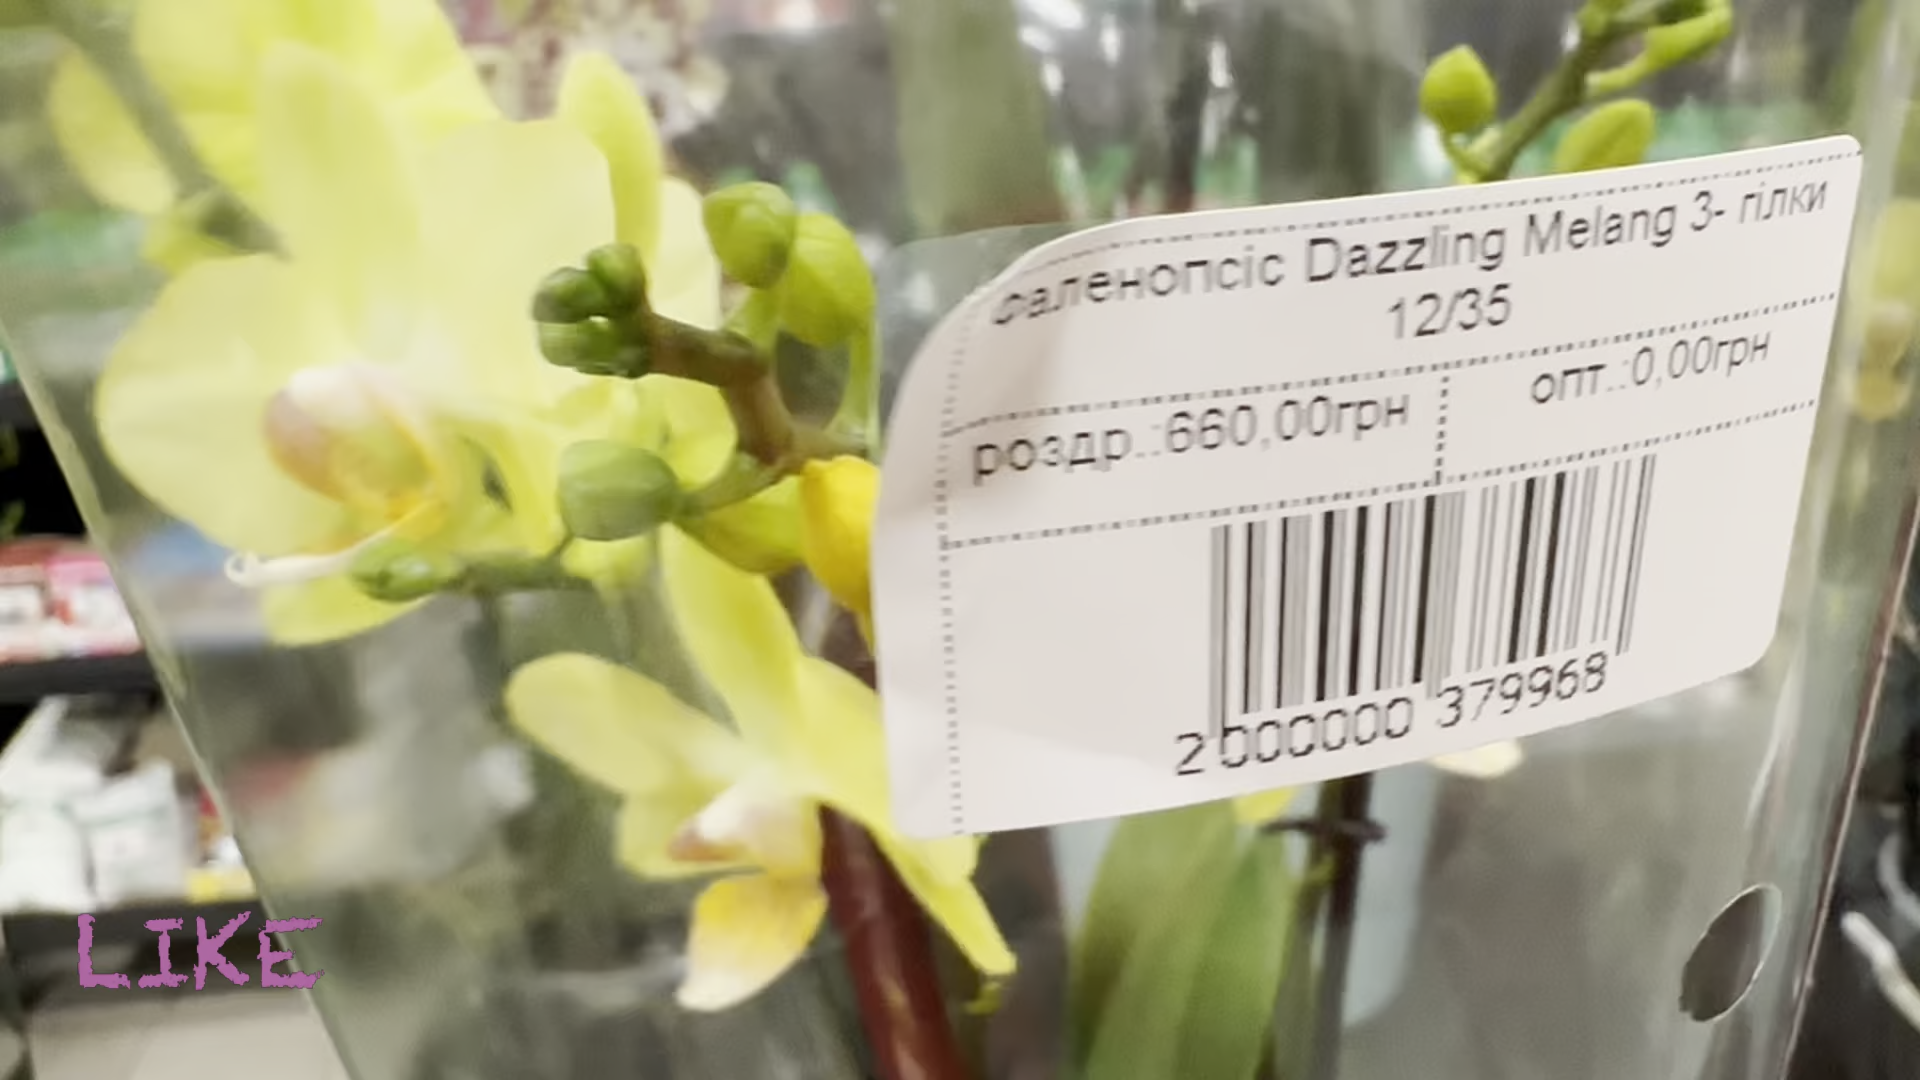 фаленопсіс Dazzling Melang 3- гілки
12/35
роздр.:660,00грн
опт.:0,00грн
2 000000 379968
LIKE